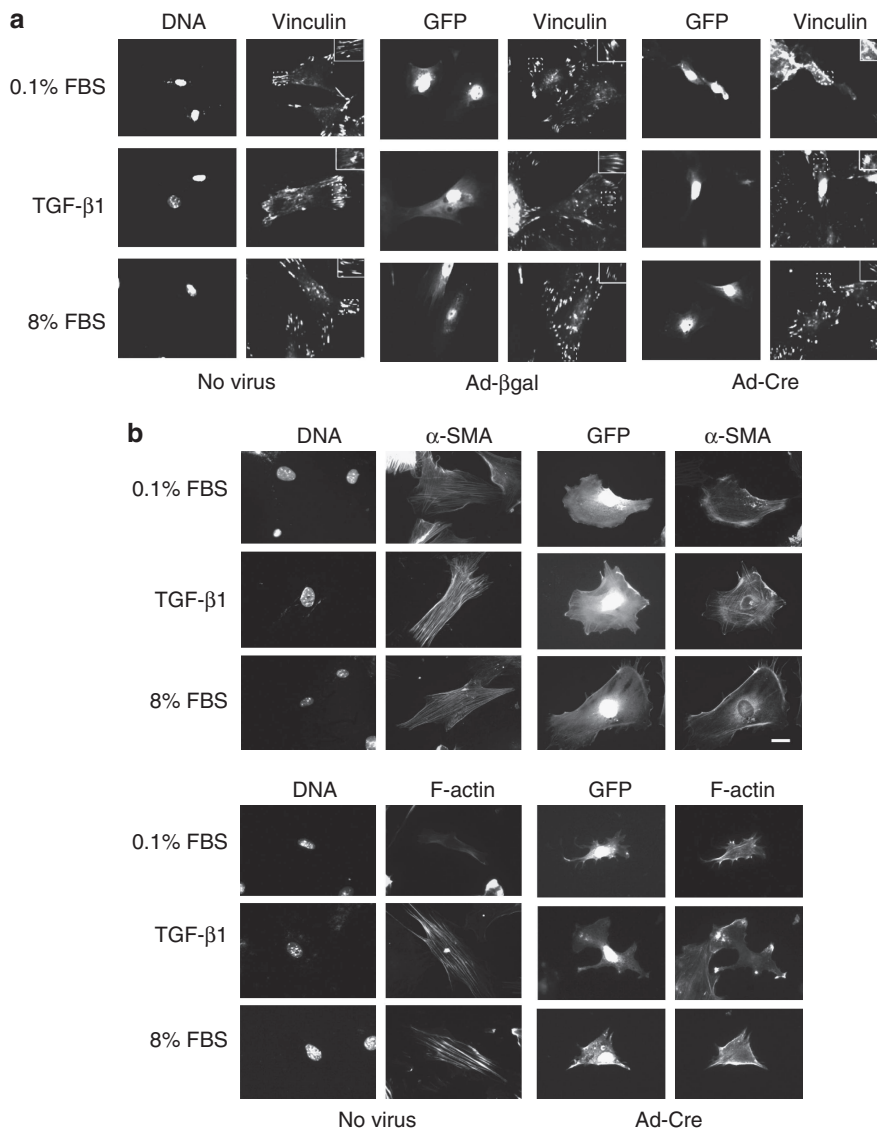 a
DNA Vinculin GFP Vinculin GFP Vinculin
0.1% FBS
TGF-β1
8% FBS
No virus Ad-βgal Ad-Cre
b
DNA α-SMA GFP α-SMA
0.1% FBS
TGF-β1
8% FBS
DNA F-actin GFP F-actin
0.1% FBS
TGF-β1
8% FBS
No virus Ad-Cre